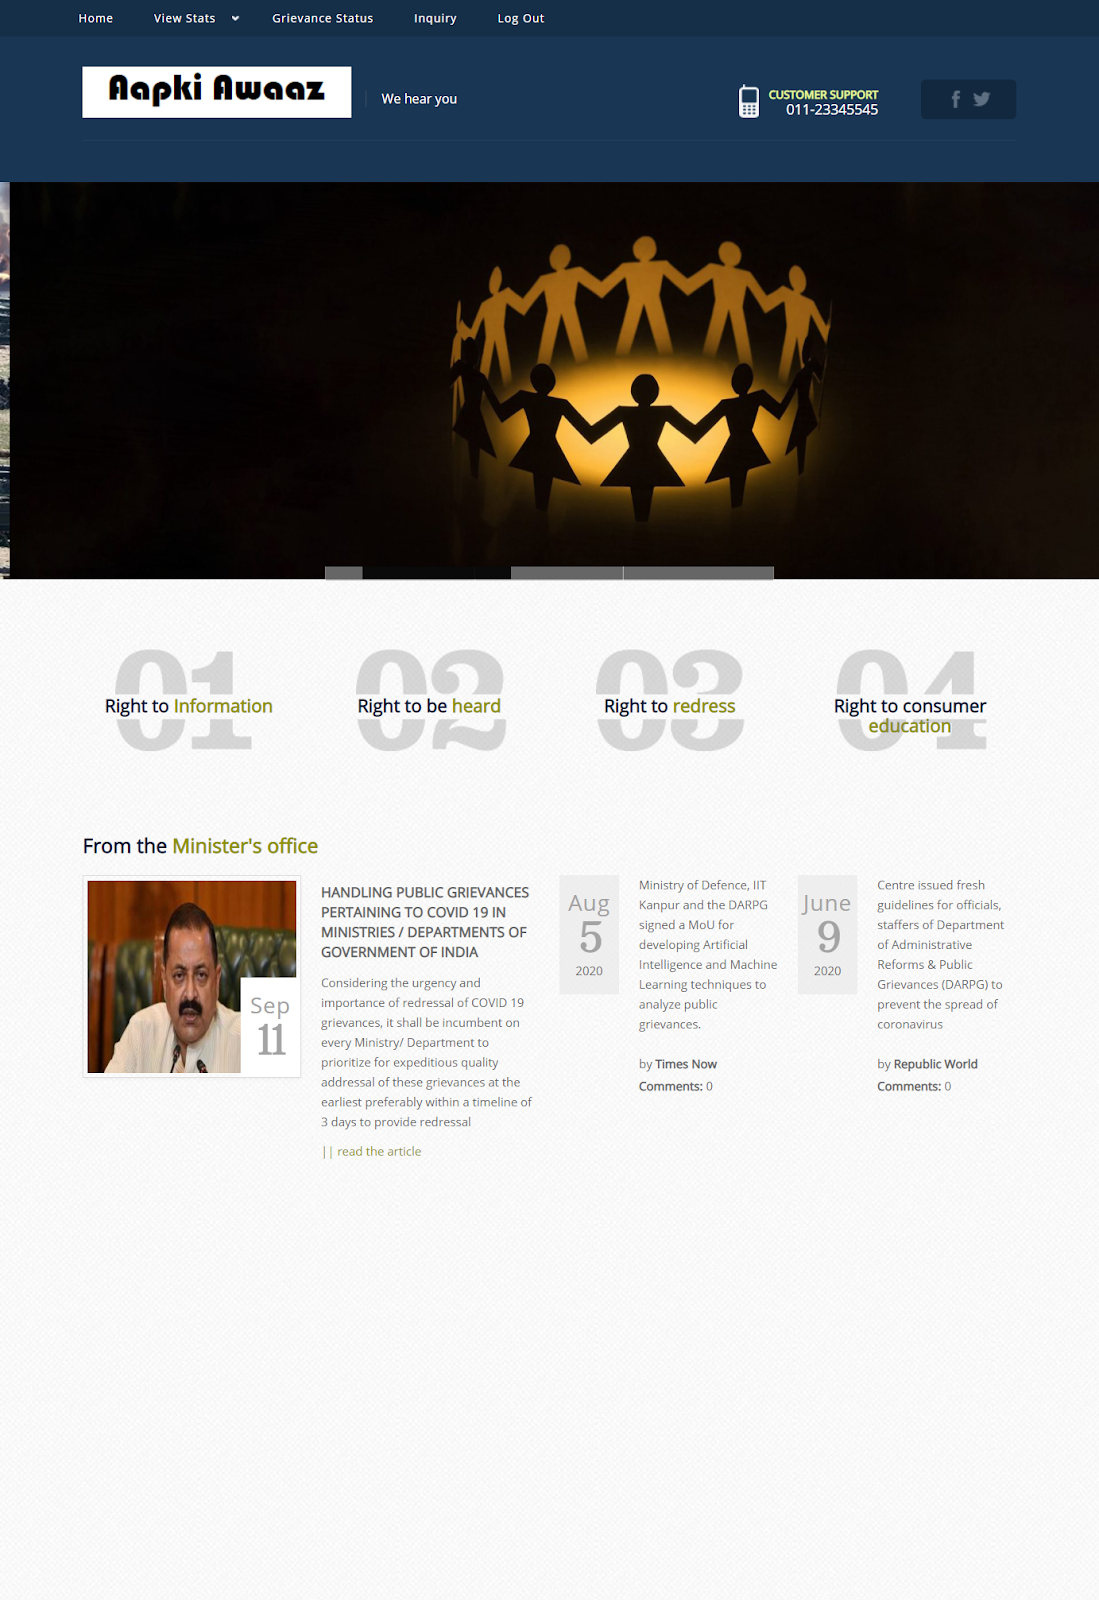 Home View Stats Grievance Status Inquiry Log Out
Aapki Awaaz
We hear you
CUSTOMER SUPPORT
011-23345545
01
Right to Information
02
Right to be heard
03
Right to redress
04
Right to consumer
education
From the Minister's office
Sep
11
HANDLING PUBLIC GRIEVANCES
PERTAINING TO COVID 19 IN
MINISTRIES / DEPARTMENTS OF
GOVERNMENT OF INDIA
Considering the urgency and
importance of redressal of COVID 19
grievances, it shall be incumbent on
every Ministry/ Department to
prioritize for expeditious quality
addressal of these grievances at the
earliest preferably within a timeline of
3 days to provide redressal
|| read the article
Aug
5
2020
Ministry of Defence, IIT
Kanpur and the DARPG
signed a MoU for
developing Artificial
Intelligence and Machine
Learning techniques to
analyze public
grievances.
by Times Now
Comments: 0
June
9
2020
Centre issued fresh
guidelines for officials,
staffers of Department
of Administrative
Reforms & Public
Grievances (DARPG) to
prevent the spread of
coronavirus
by Republic World
Comments: 0